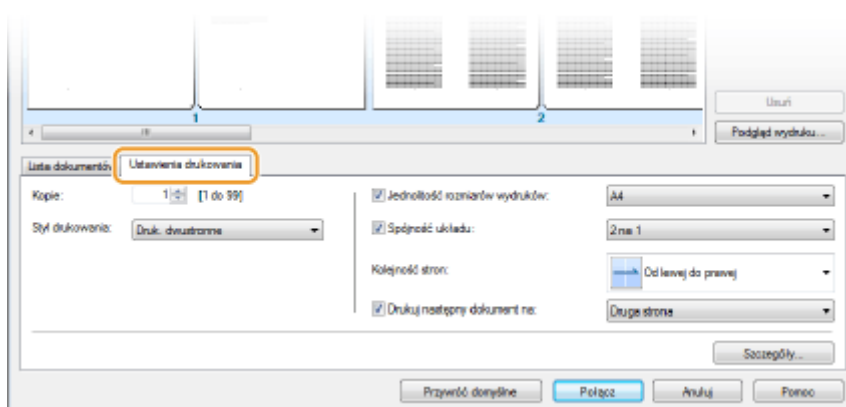 1
2
Usuń
Podgląd wydruku...
Lista dokumentów
Ustawienia drukowania
Kopie: 1 [1 do 99]
Jednolitość rozmiarów wydruków: A4
Styl drukowania: Druk. dwustronne
Spójność układu: 2 na 1
Kolejność stron: Od lewej do prawej
Drukuj następny dokument na: Druga strona
Szczegóły...
Przywróć domyślne
Połącz
Anuluj
Pomoc